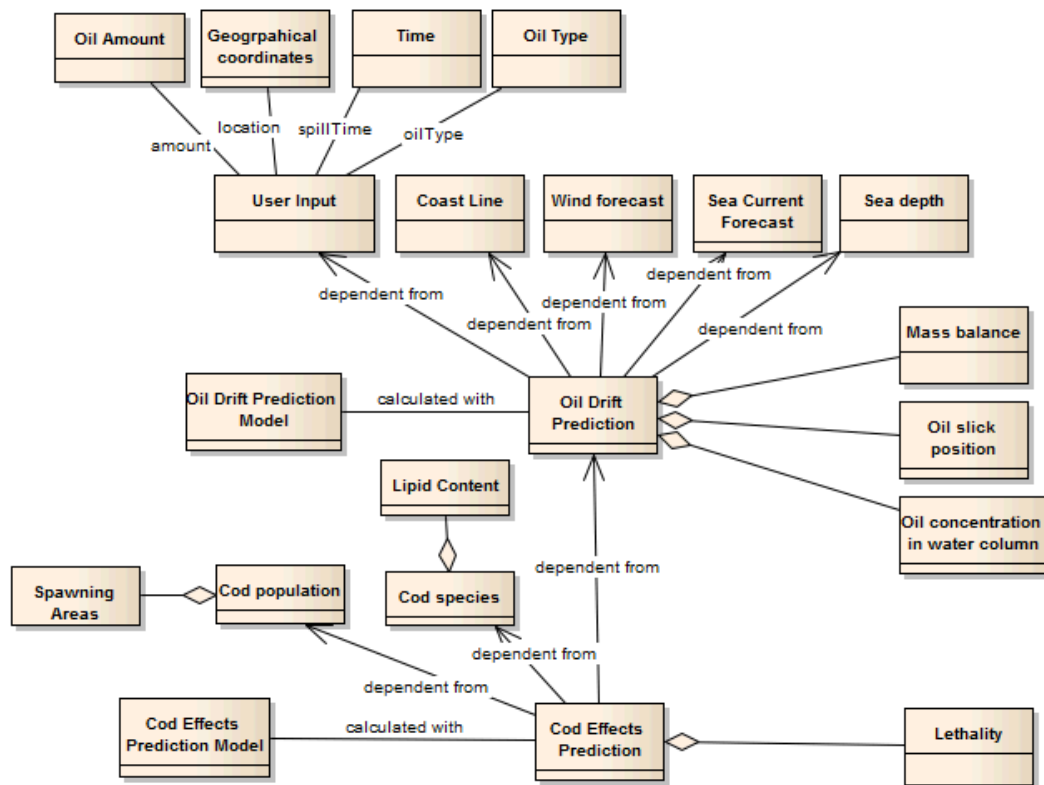 Oil Amount
Geogrpahical
coordinates
Time
Oil Type
amount
location
spillTime
oilType
User Input
Coast Line
Wind forecast
Sea Current
Forecast
Sea depth
dependent from
dependent from
dependent from
dependent from
dependent from
Mass balance
Oil Drift Prediction
Model
calculated with
Oil Drift
Prediction
Oil slick
position
Lipid Content
Oil concentration
in water column
Spawning
Areas
Cod population
Cod species
dependent from
dependent from
dependent from
Cod Effects
Prediction Model
calculated with
Cod Effects
Prediction
Lethality